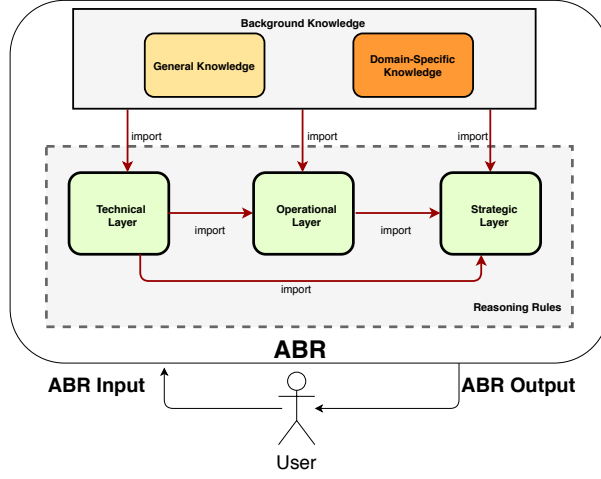 Background Knowledge
General Knowledge
Domain-Specific
Knowledge
import
import
import
Technical
Layer
Operational
Layer
Strategic
Layer
import
import
import
Reasoning Rules
ABR
ABR Input
ABR Output
User